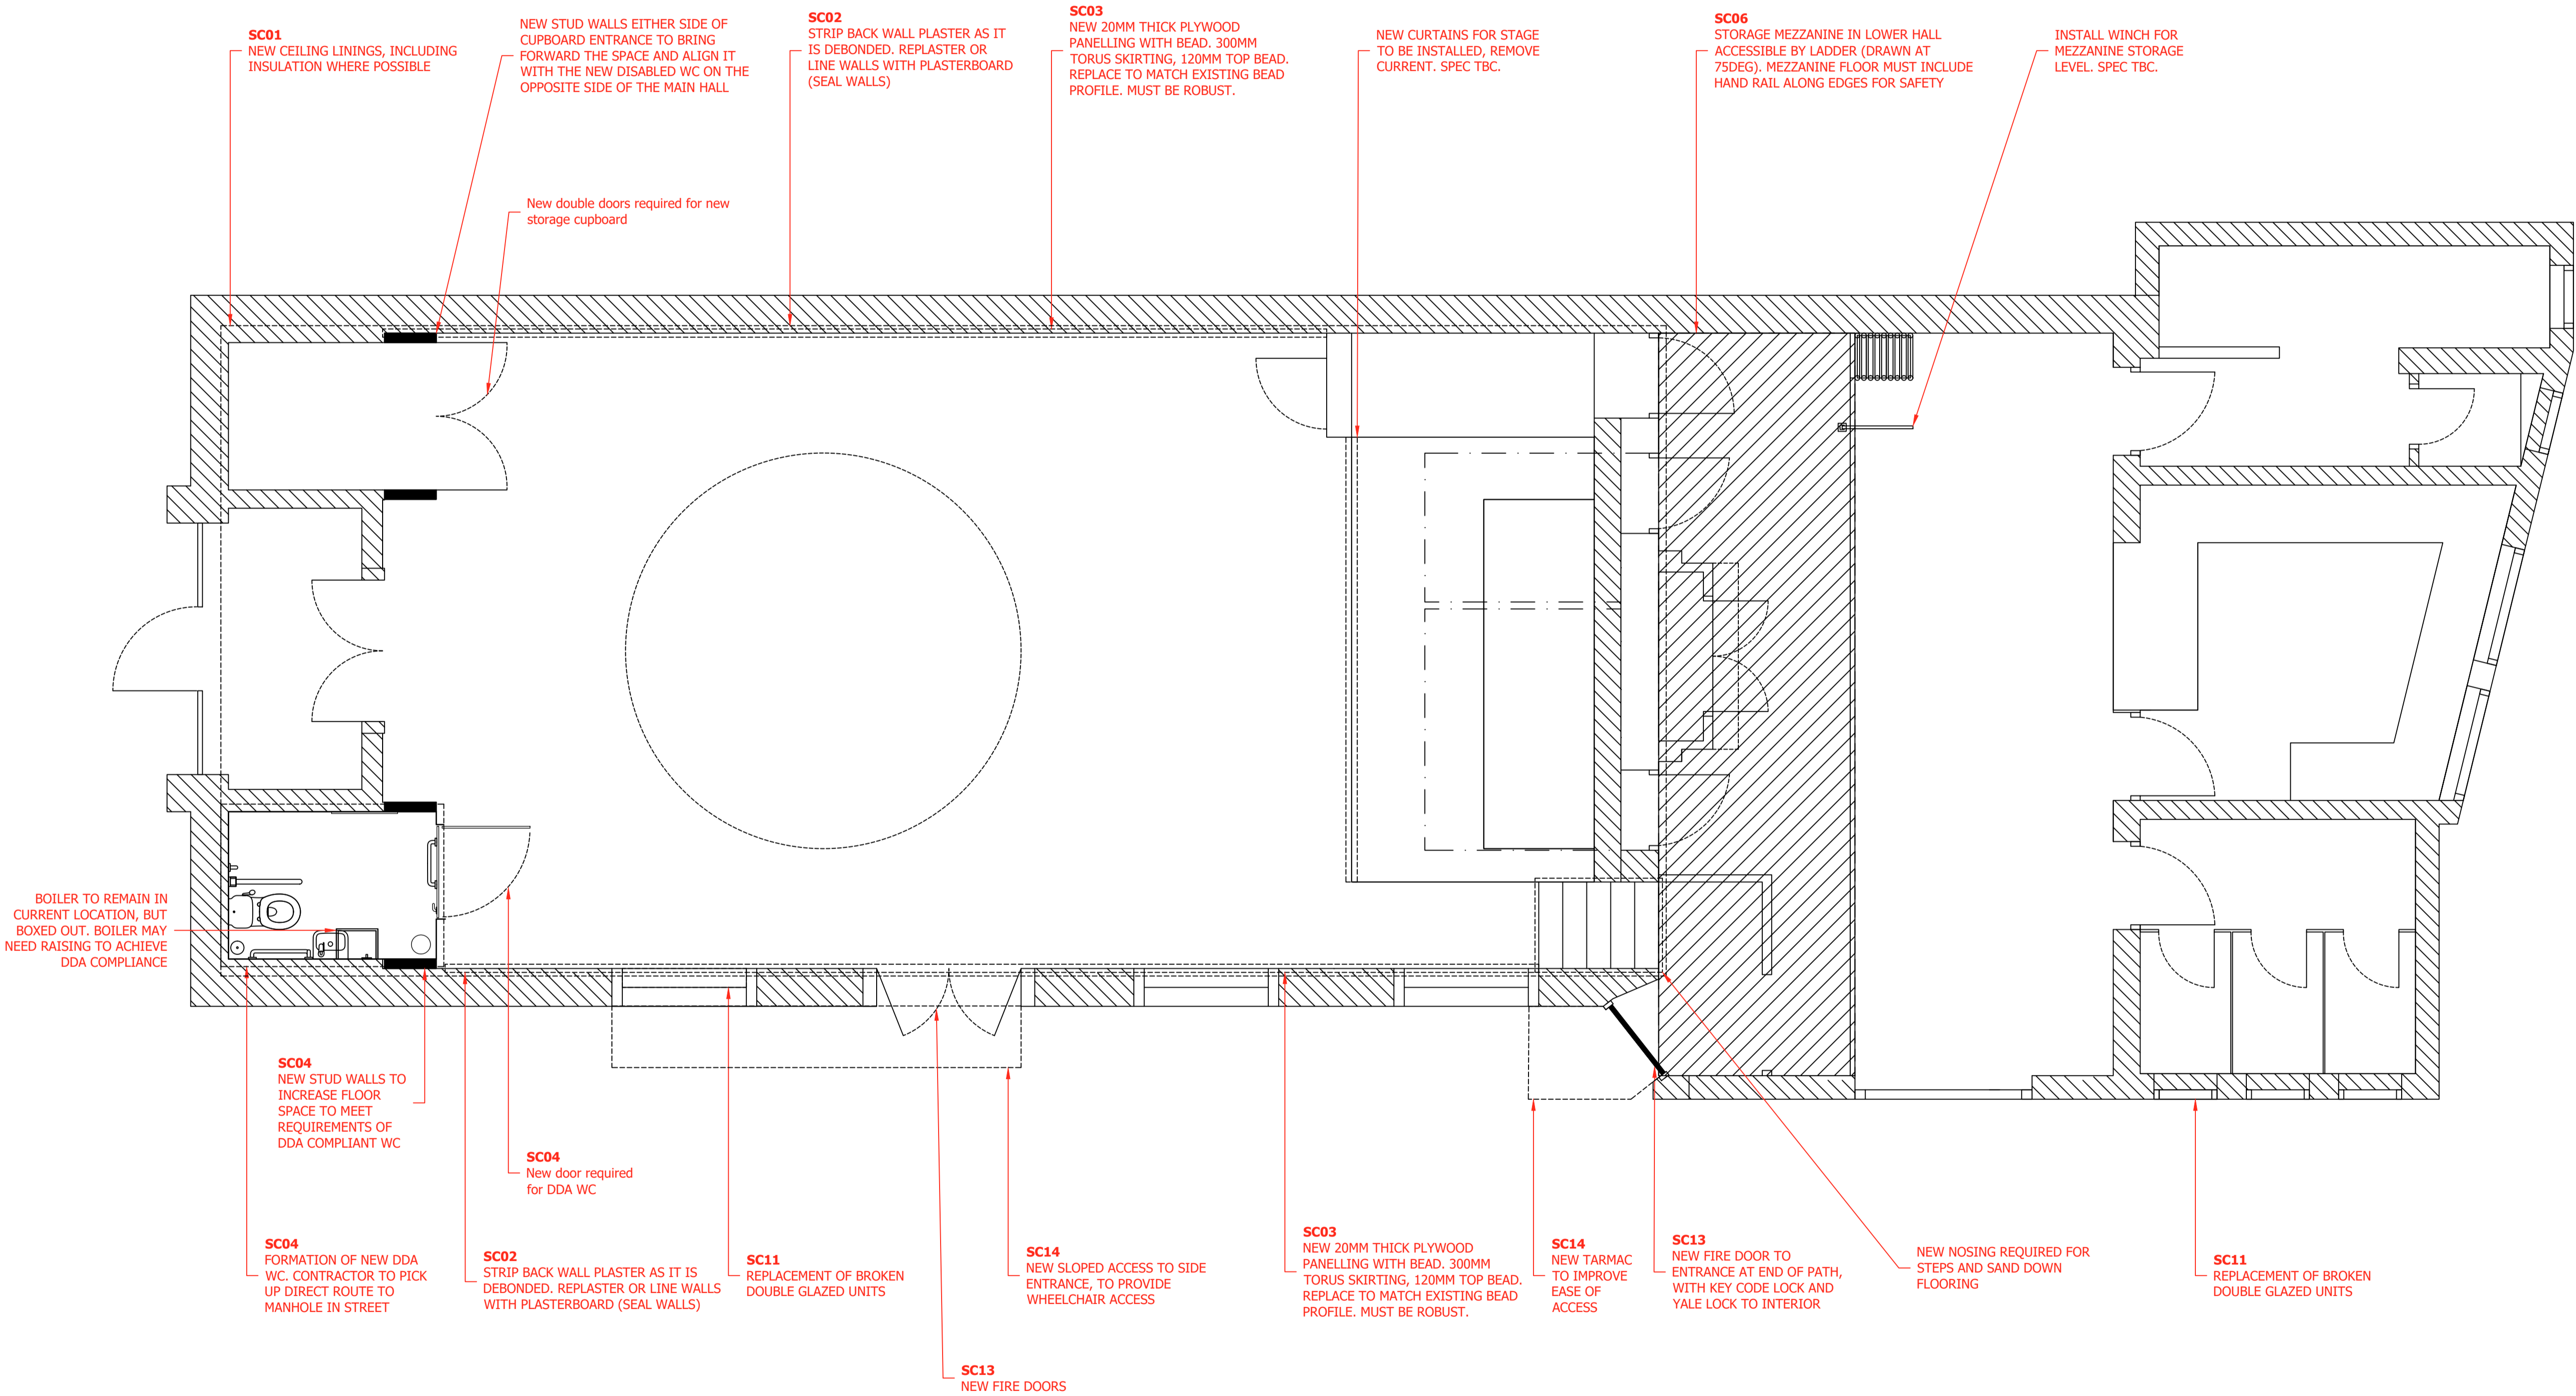 SC01
NEW CEILING LININGS, INCLUDING
INSULATION WHERE POSSIBLE
NEW STUD WALLS EITHER SIDE OF
CUPBOARD ENTRANCE TO BRING
FORWARD THE SPACE AND ALIGN IT
WITH THE NEW DISABLED WC ON THE
OPPOSITE SIDE OF THE MAIN HALL
SC02
STRIP BACK WALL PLASTER AS IT
IS DEBONDED. REPLASTER OR
LINE WALLS WITH PLASTERBOARD
(SEAL WALLS)
SC03
NEW 20MM THICK PLYWOOD
PANELLING WITH BEAD. 300MM
TORUS SKIRTING, 120MM TOP BEAD.
REPLACE TO MATCH EXISTING BEAD
PROFILE. MUST BE ROBUST.
NEW CURTAINS FOR STAGE
TO BE INSTALLED, REMOVE
CURRENT. SPEC TBC.
SC06
STORAGE MEZZANINE IN LOWER HALL
ACCESSIBLE BY LADDER (DRAWN AT
75DEG). MEZZANINE FLOOR MUST INCLUDE
HAND RAIL ALONG EDGES FOR SAFETY
INSTALL WINCH FOR
MEZZANINE STORAGE
LEVEL. SPEC TBC.
New double doors required for new
storage cupboard
BOILER TO REMAIN IN
CURRENT LOCATION, BUT
BOXED OUT. BOILER MAY
NEED RAISING TO ACHIEVE
DDA COMPLIANCE
SC04
NEW STUD WALLS TO
INCREASE FLOOR
SPACE TO MEET
REQUIREMENTS OF
DDA COMPLIANT WC
SC04
New door required
for DDA WC
SC04
FORMATION OF NEW DDA
WC. CONTRACTOR TO PICK
UP DIRECT ROUTE TO
MANHOLE IN STREET
SC02
STRIP BACK WALL PLASTER AS IT IS
DEBONDED. REPLASTER OR LINE WALLS
WITH PLASTERBOARD (SEAL WALLS)
SC11
REPLACEMENT OF BROKEN
DOUBLE GLAZED UNITS
SC13
NEW FIRE DOORS
SC14
NEW SLOPED ACCESS TO SIDE
ENTRANCE, TO PROVIDE
WHEELCHAIR ACCESS
SC03
NEW 20MM THICK PLYWOOD
PANELLING WITH BEAD. 300MM
TORUS SKIRTING, 120MM TOP BEAD.
REPLACE TO MATCH EXISTING BEAD
PROFILE. MUST BE ROBUST.
SC14
NEW TARMAC
TO IMPROVE
EASE OF
ACCESS
SC13
NEW FIRE DOOR TO
ENTRANCE AT END OF PATH,
WITH KEY CODE LOCK AND
YALE LOCK TO INTERIOR
NEW NOSING REQUIRED FOR
STEPS AND SAND DOWN
FLOORING
SC11
REPLACEMENT OF BROKEN
DOUBLE GLAZED UNITS